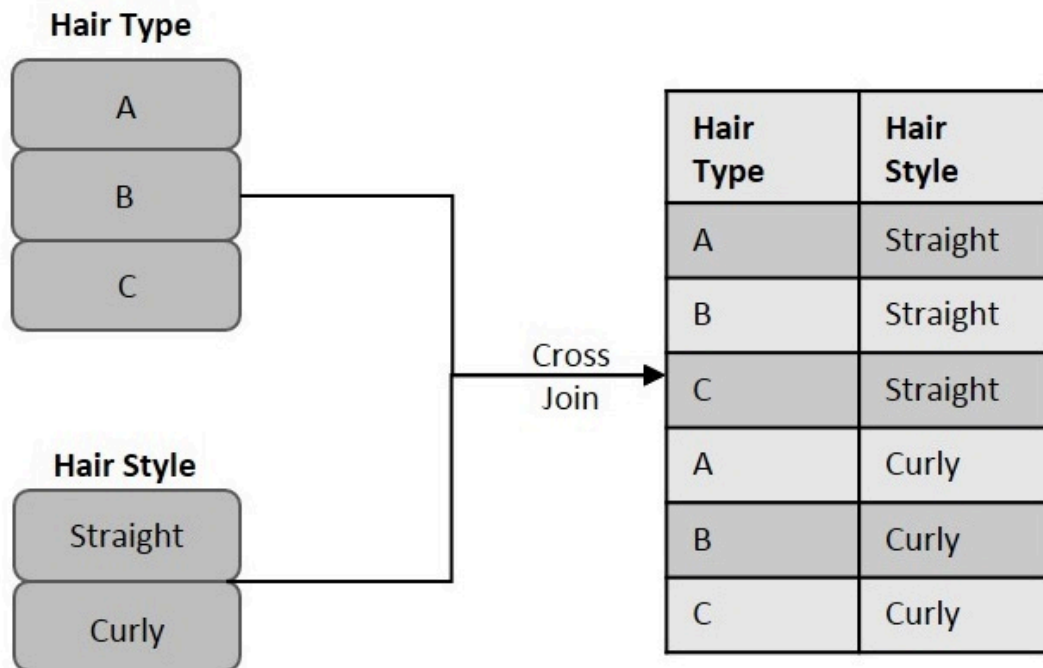 Hair Type
A
B
C
Hair Style
Straight
Curly
Cross
Join
Hair
Type
Hair
Style
A
Straight
B
Straight
C
Straight
A
Curly
B
Curly
C
Curly